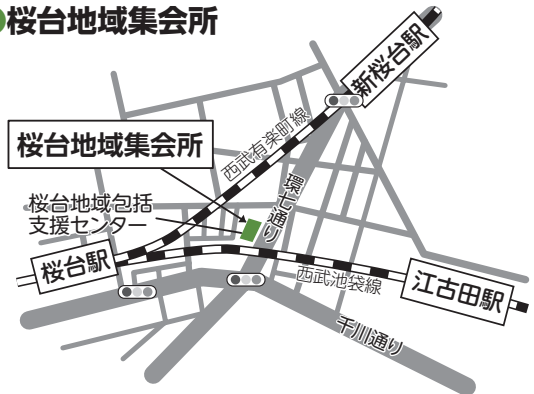 桜台地域集会所
新桜台駅
西武有楽町線
桜台地域集会所
環七通り
桜台地域包括
支援センター
桜台駅
西武池袋線
江古田駅
千川通り